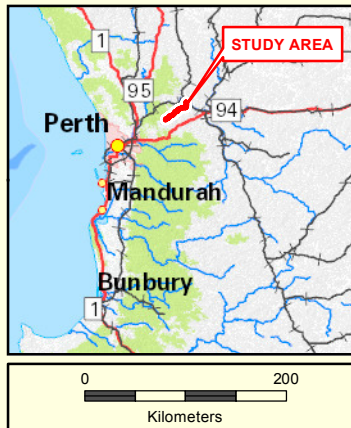 1
STUDY AREA
95
94
Perth
Mandurah
Bunbury
1
0 200
Kilometers